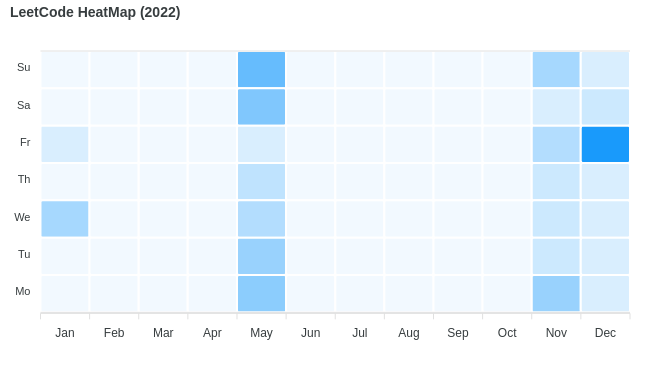 LeetCode HeatMap (2022)
Su
Sa
Fr
Th
We
Tu
Mo
Jan Feb Mar Apr May Jun Jul Aug Sep Oct Nov Dec